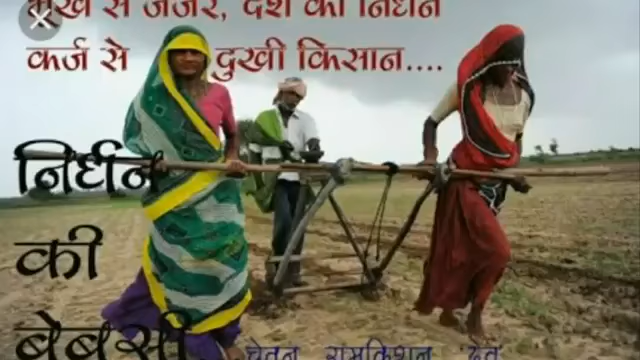 भूख से जर्जर, देश का निर्धन
कर्ज से दुखी किसान....
निर्धन
की
बेबसी
चेतन रामकिशन देव